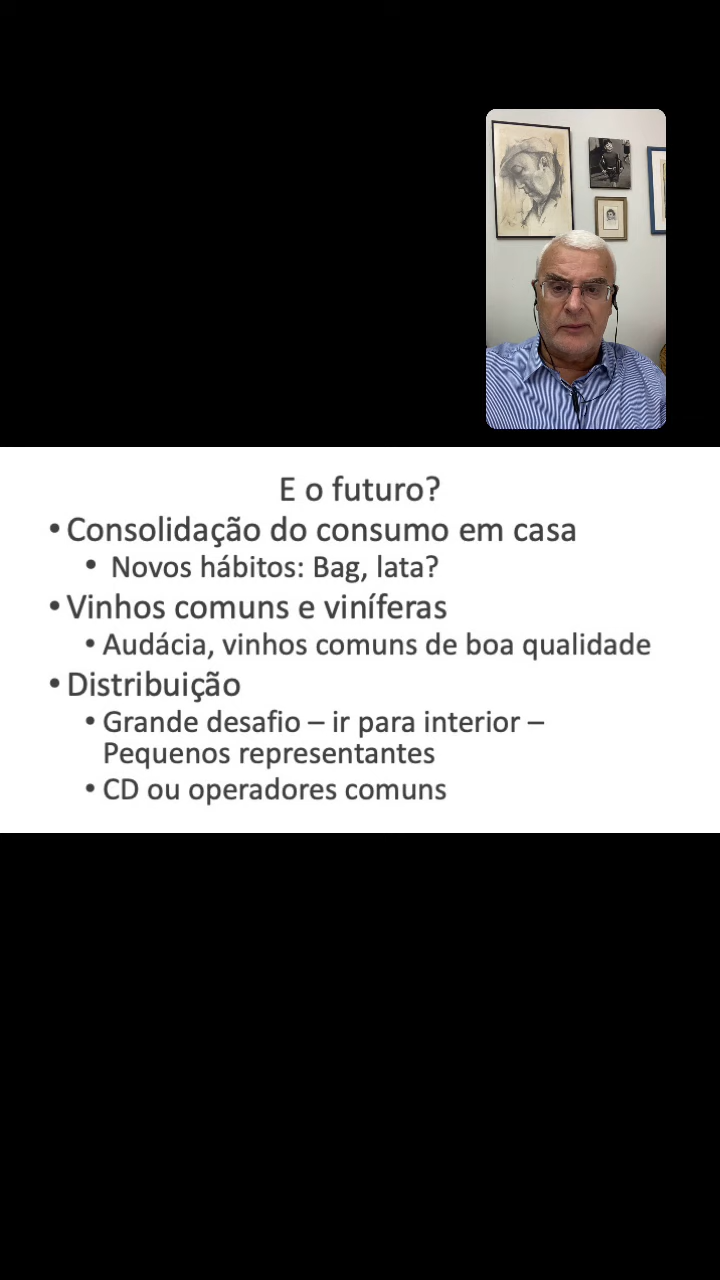 E o futuro?
• Consolidação do consumo em casa
• Novos hábitos: Bag, lata?
• Vinhos comuns e viníferas
• Audácia, vinhos comuns de boa qualidade
• Distribuição
• Grande desafio – ir para interior –
Pequenos representantes
• CD ou operadores comuns